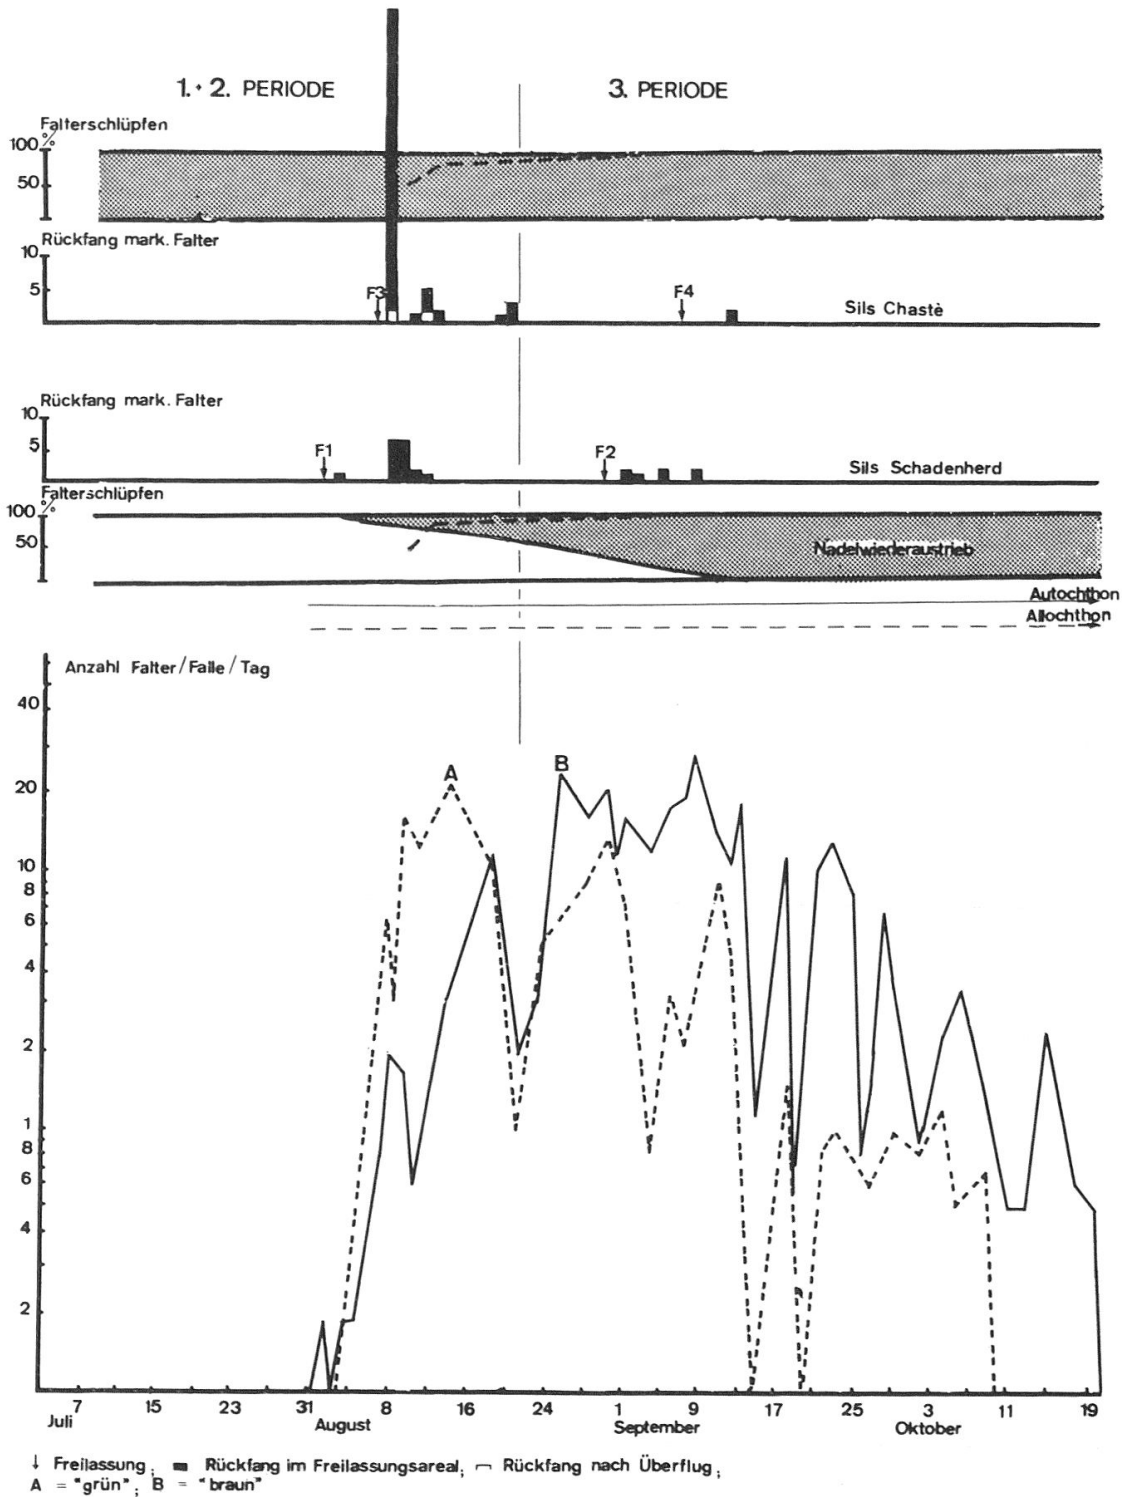 1. + 2. PERIODE
3. PERIODE
Falterschlüpfen
%
100
50
Rückfang mark. Falter
10
5
F3
F4
Sils Chastè
Rückfang mark. Falter
10
5
F1
F2
Sils Schadenherd
Falterschlüpfen
%
100
50
Nadelwiederaustrieb
Autochthon
Allochthon
Anzahl Falter/Falle/Tag
40
20
10
8
6
4
2
1
8
6
4
2
A
B
7 15 23 31 8 16 24 1 9 17 25 3 11 19
Juli August September Oktober
↓ Freilassung; ■ Rückfang im Freilassungsareal; Rückfang nach Überflug;
A = "grün"; B = "braun"